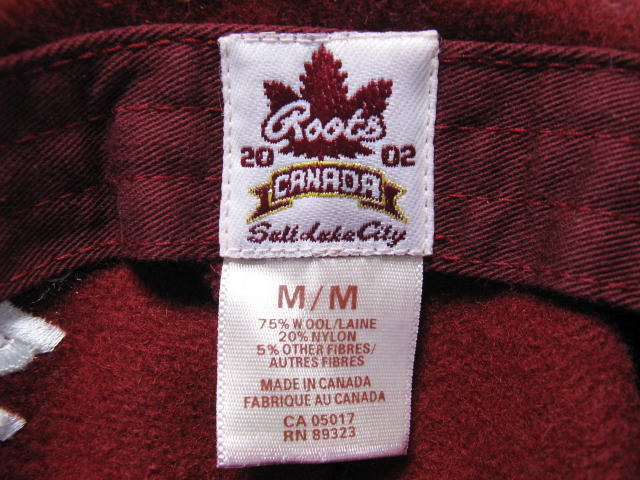 Roots
20 02
CANADA
Salt Lake City
M/M
75% WOOL/LAINE
20% NYLON
5% OTHER FIBRES/
AUTRES FIBRES
MADE IN CANADA
FABRIQUE AU CANADA
CA 05017
RN 89323